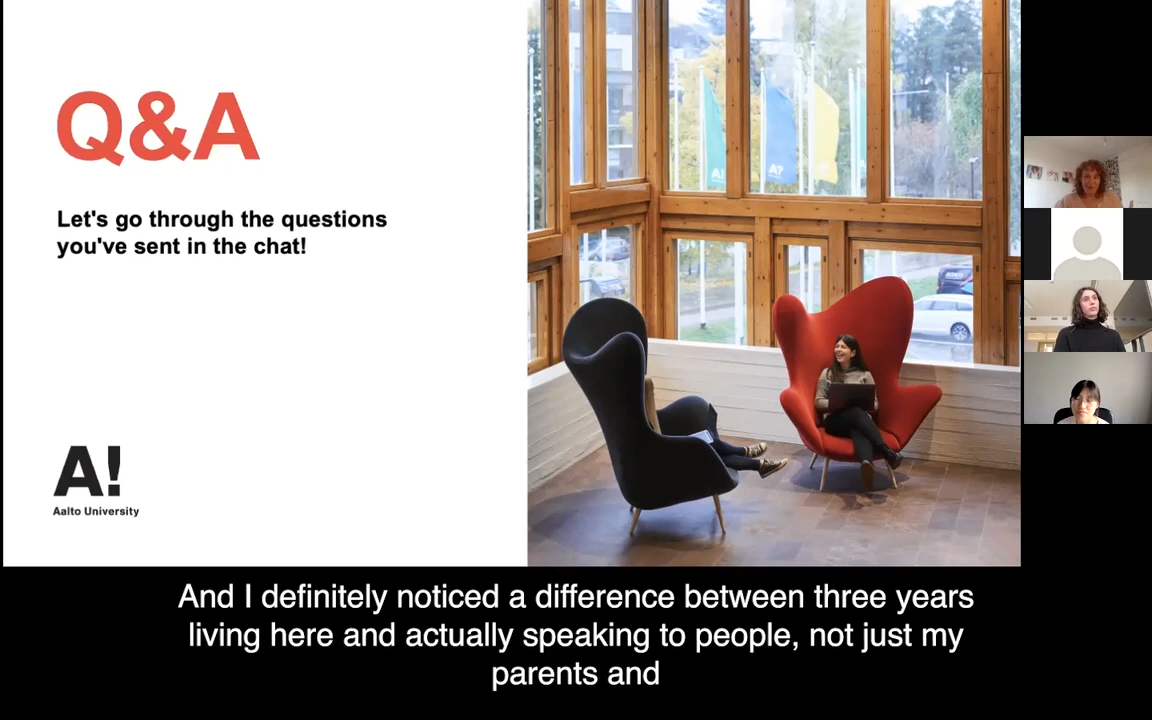 Q&A
Let's go through the questions
you've sent in the chat!
A!
Aalto University
A!
A?
And I definitely noticed a difference between three years
living here and actually speaking to people, not just my
parents and